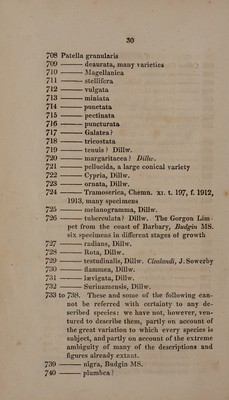 30
708 Patella granularis
709 ——— deaurata, many varieties
710 ——— Magellanica
711 ——— stellifera
712 ——— vulgata
713 ——— miniata
714 ——— punctata
715 ——— pectinata
716 ——— puncturata
717 ——— Galatea?
718 ——— tricostata
719 ——— tenuis? Dillw.
720 ——— margaritacea? Dillw.
721 ——— pellucida, a large conical variety
722 ——— Cypria, Dillw.
723 ——— ornata, Dillw.
724 ——— Tramoserica, Chemn. XI. t. 197, f. 1912,
1913, many specimens
725 ——— melanogramma, Dillw.
726 ——— tuberculata? Dillw. The Gorgon Lim-
pet from the coast of Barbary, Budgin MS.
six specimens in different stages of growth
727 ——— radians, Dillw.
728 ——— Rota, Dillw.
729 ——— testudinalis, Dillw. Clealandi, J. Sowerby
730 ——— flammea, Dillw.
731 ——— lævigata, Dillw.
732 ——— Surinamensis, Dillw.
733 to 738. These and some of the following can-
not be referred with certainty to any de-
scribed species: we have not, however, ven-
tured to describe them, partly on account of
the great variation to which every species is
subject, and partly on account of the extreme
ambiguity of many of the descriptions and
figures already extant.
739 ——— nigra, Budgin MS.
740 ——— plumbea?